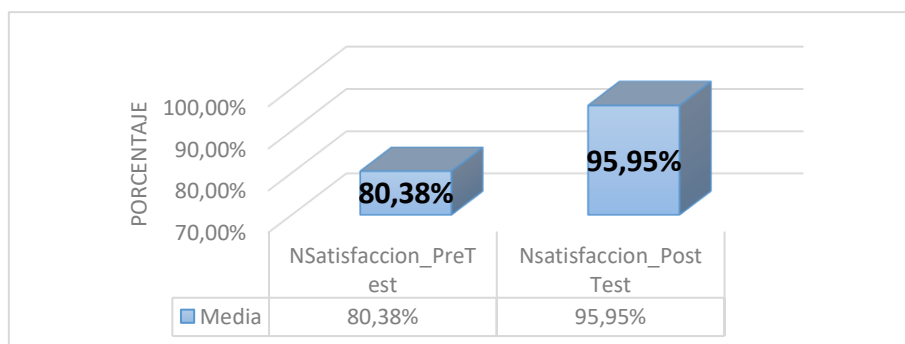 PORCENTAJE
100,00%
90,00%
80,00%
70,00%
80,38%
95,95%
NSatisfaccion_PreT
est
Nsatisfaccion_Post
Test
Media
80,38%
95,95%